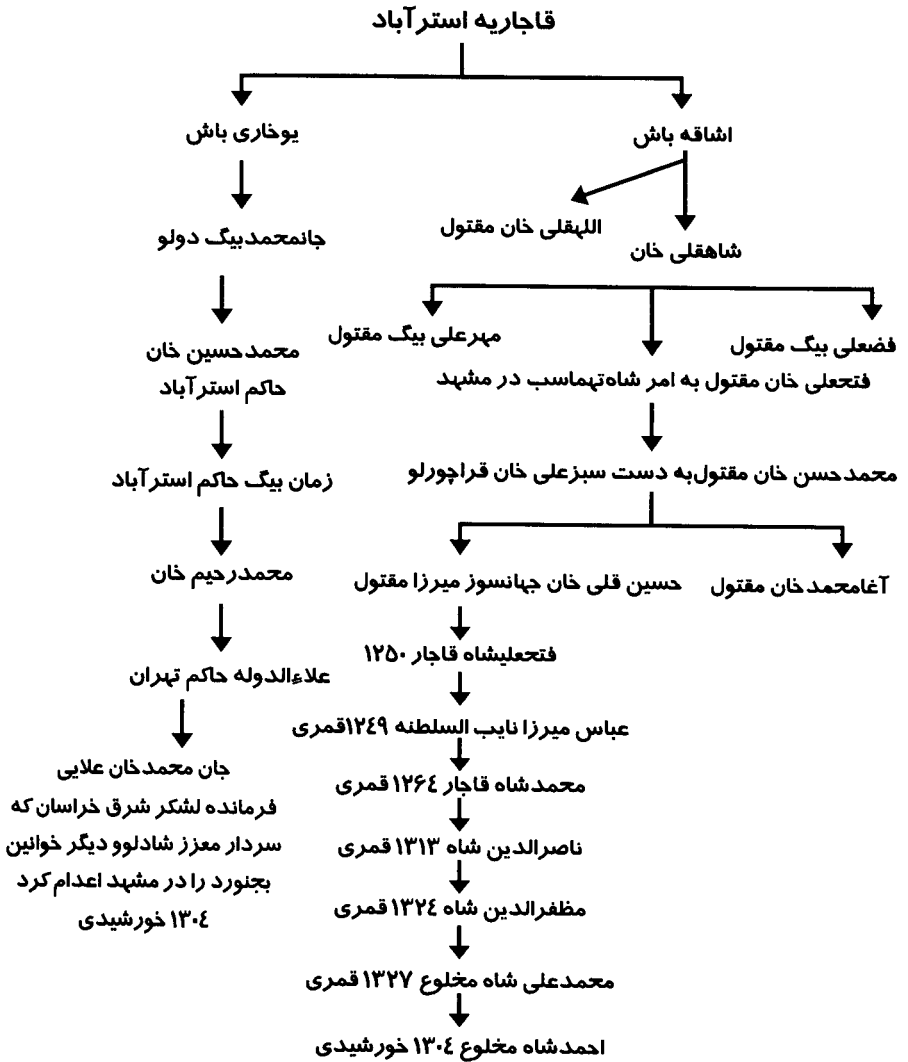 قاجاریه استرآباد
اشاقه باش
یوخاری باش
اللهقلی خان مقتول
شاهقلی خان
جانمحمدبیگ دولو
فضعلی بیگ مقتول
مهرعلی بیگ مقتول
فتحعلی خان مقتول به امر شاه‌تهماسب در مشهد
محمدحسین خان
حاکم استرآباد
محمدحسن خان مقتول‌به دست سبزعلی خان قراچورلو
زمان بیگ حاکم استرآباد
آغامحمدخان مقتول
حسین قلی خان جهانسوز میرزا مقتول
محمدرحیم خان
فتحعلیشاه قاجار ۱۲۵۰
علاءالدوله حاکم تهران
عباس میرزا نایب السلطنه ۱۲٤۹قمری
محمدشاه قاجار ۱۲۶٤ قمری
ناصرالدین شاه ۱۳۱۳ قمری
مظفرالدین شاه ۱۳۲٤ قمری
محمدعلی شاه مخلوع ۱۳۲۷ قمری
احمدشاه مخلوع ۱۳۰٤ خورشیدی
جان محمدخان علایی
فرمانده لشکر شرق خراسان که
سردار معزز شادلوو دیگر خوانین
بجنورد را در مشهد اعدام کرد
۱۳۰٤ خورشیدی